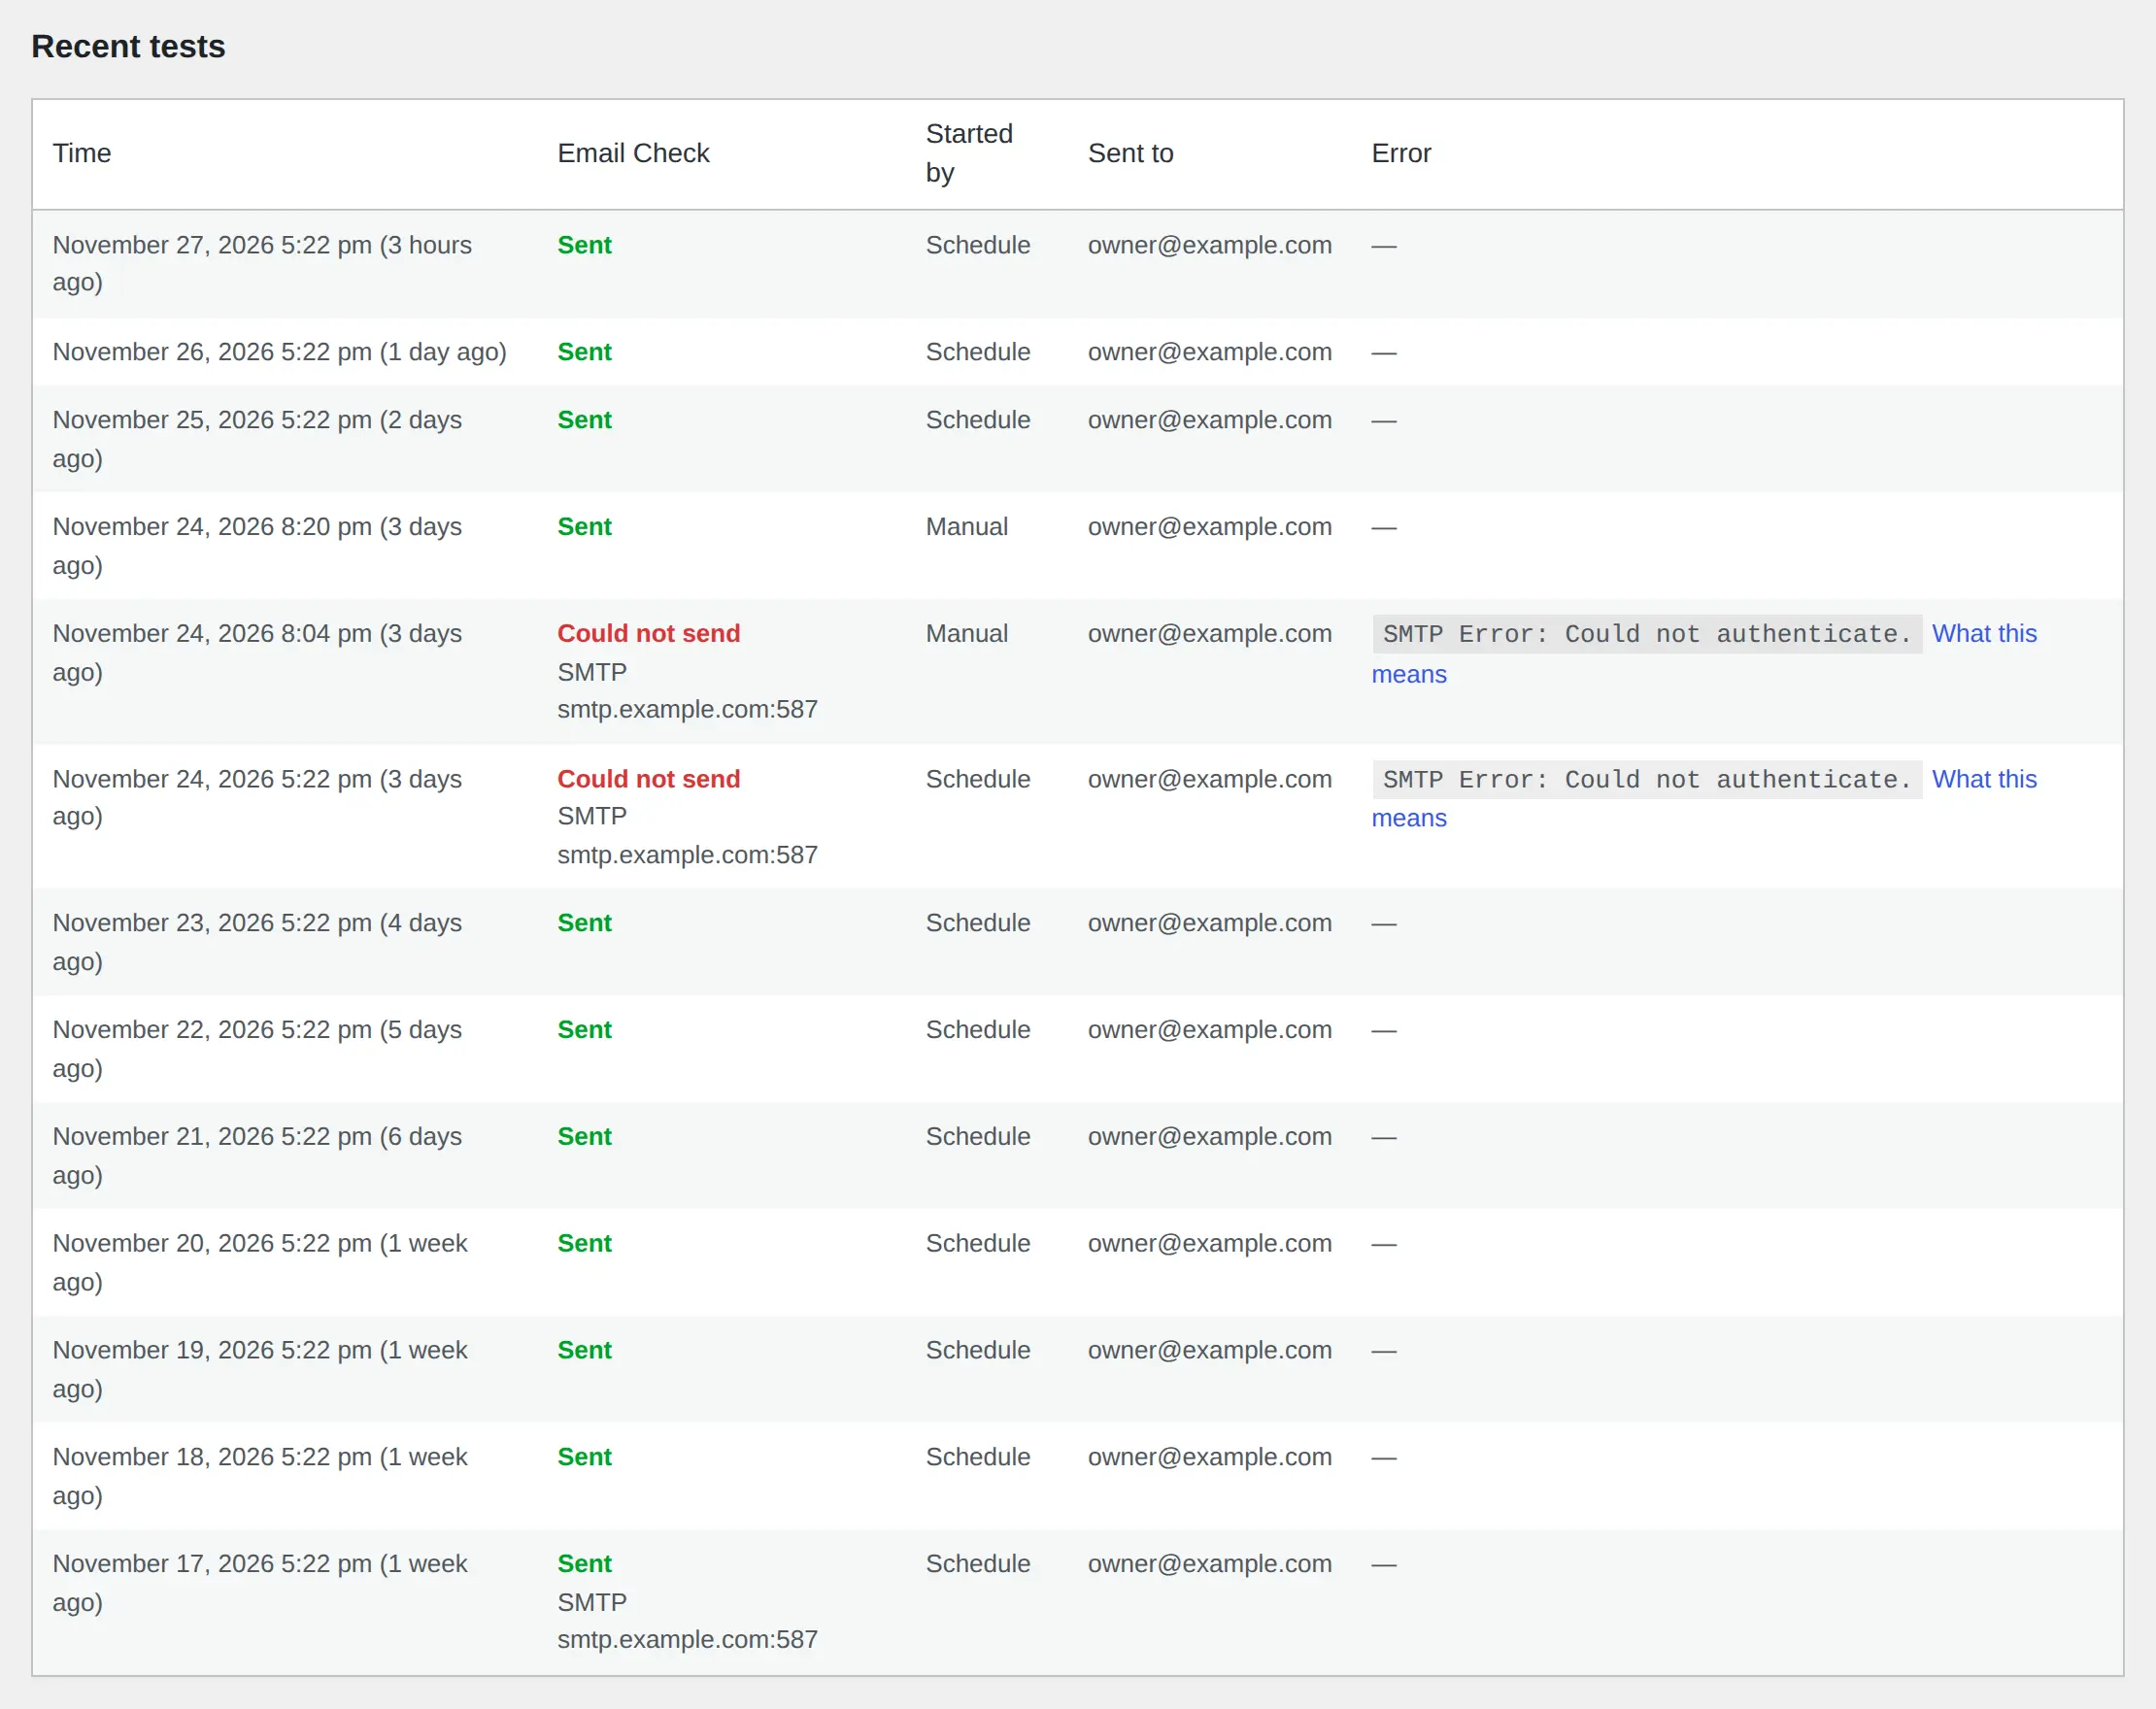 Recent tests
Time Email Check Started by Sent to Error
November 27, 2026 5:22 pm (3 hours ago) Sent Schedule owner@example.com —
November 26, 2026 5:22 pm (1 day ago) Sent Schedule owner@example.com —
November 25, 2026 5:22 pm (2 days ago) Sent Schedule owner@example.com —
November 24, 2026 8:20 pm (3 days ago) Sent Manual owner@example.com —
November 24, 2026 8:04 pm (3 days ago) Could not send SMTP smtp.example.com:587 Manual owner@example.com SMTP Error: Could not authenticate. What this means
November 24, 2026 5:22 pm (3 days ago) Could not send SMTP smtp.example.com:587 Schedule owner@example.com SMTP Error: Could not authenticate. What this means
November 23, 2026 5:22 pm (4 days ago) Sent Schedule owner@example.com —
November 22, 2026 5:22 pm (5 days ago) Sent Schedule owner@example.com —
November 21, 2026 5:22 pm (6 days ago) Sent Schedule owner@example.com —
November 20, 2026 5:22 pm (1 week ago) Sent Schedule owner@example.com —
November 19, 2026 5:22 pm (1 week ago) Sent Schedule owner@example.com —
November 18, 2026 5:22 pm (1 week ago) Sent Schedule owner@example.com —
November 17, 2026 5:22 pm (1 week ago) Sent SMTP smtp.example.com:587 Schedule owner@example.com —